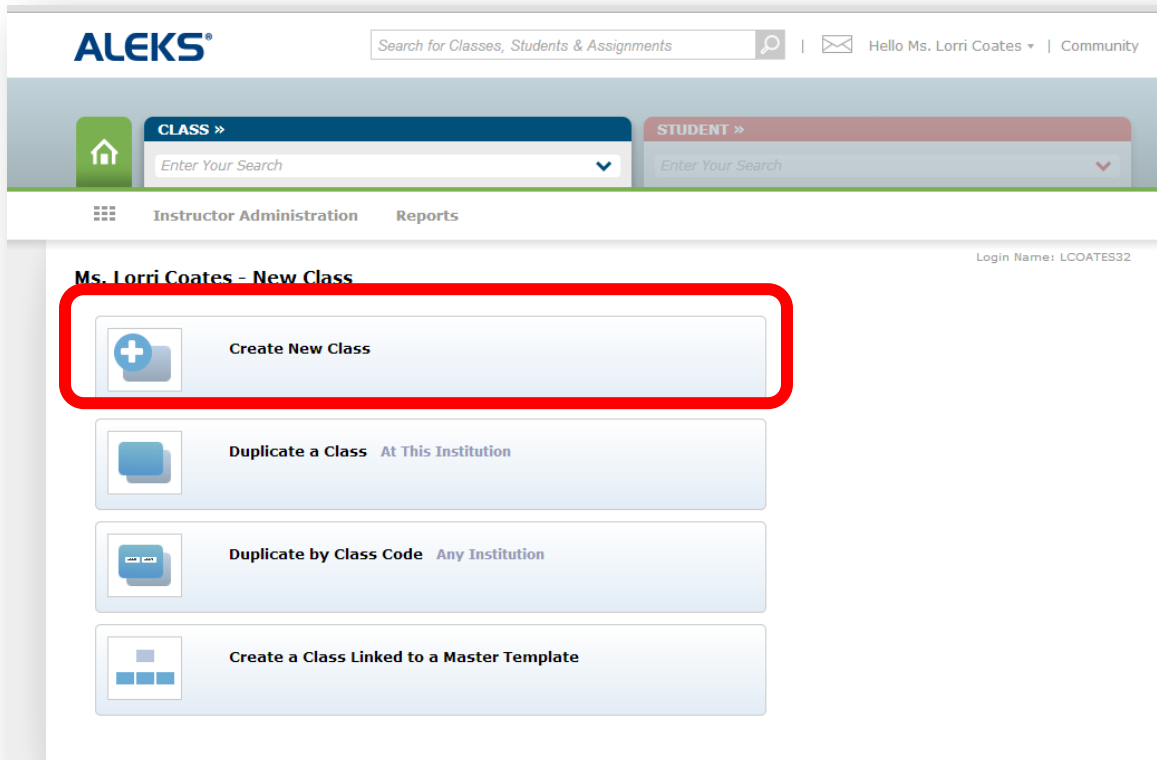 ALEKS®
Search for Classes, Students & Assignments | Hello Ms. Lorri Coates | Community
CLASS » STUDENT »
Enter Your Search Enter Your Search
Instructor Administration Reports
Login Name: LCOATES32
Ms. Lorri Coates - New Class
Create New Class
Duplicate a Class At This Institution
Duplicate by Class Code Any Institution
Create a Class Linked to a Master Template